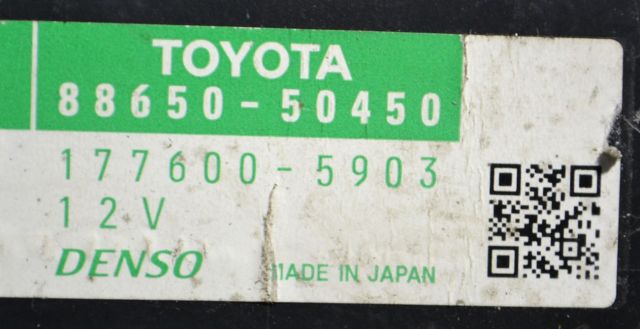 TOYOTA
88650-50450
177600-5903
12V
DENSO
MADE IN JAPAN